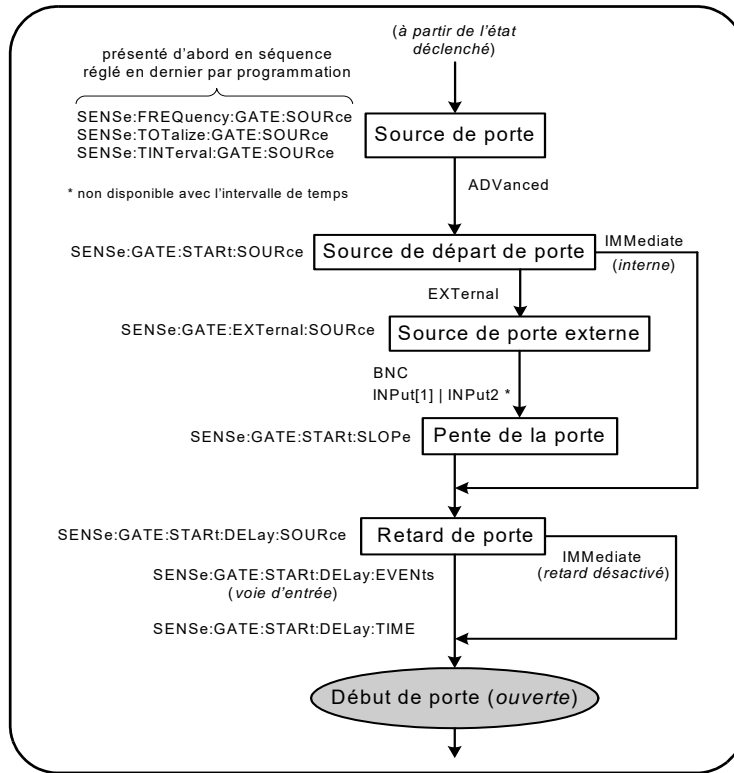 (à partir de l'état
déclenché)
présenté d'abord en séquence
réglé en dernier par programmation
SENSe:FREQuency:GATE:SOURce
SENSe:TOTalize:GATE:SOURce
SENSe:TINTerval:GATE:SOURce
Source de porte
* non disponible avec l'intervalle de temps
ADVanced
SENSe:GATE:STARt:SOURce
Source de départ de porte
IMMediate
(interne)
EXTernal
SENSe:GATE:EXTernal:SOURce
Source de porte externe
BNC
INPut[1] | INPut2 *
SENSe:GATE:STARt:SLOPe
Pente de la porte
SENSe:GATE:STARt:DELay:SOURce
Retard de porte
IMMediate
(retard désactivé)
SENSe:GATE:STARt:DELay:EVENts
(voie d'entrée)
SENSe:GATE:STARt:DELay:TIME
Début de porte (ouverte)